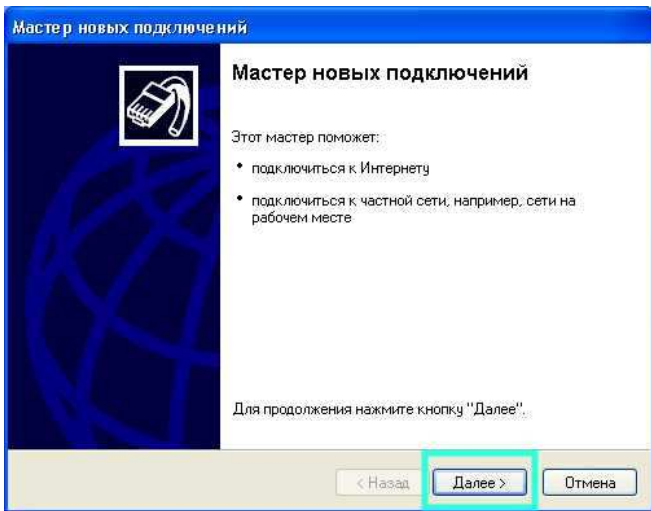 Мастер новых подключений
Мастер новых подключений
Этот мастер поможет:
• подключиться к Интернету
• подключиться к частной сети, например, сети на
рабочем месте
Для продолжения нажмите кнопку "Далее".
< Назад Далее > Отмена